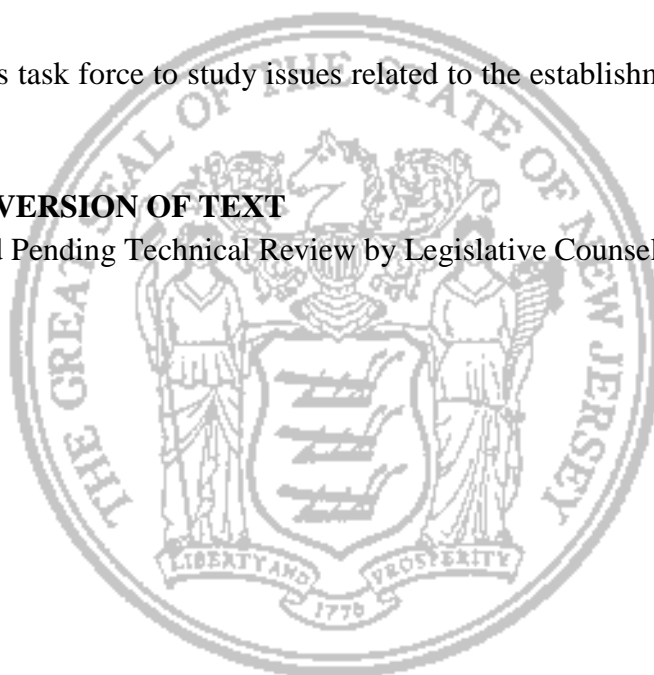 s task force to study issues related to the establishm
VERSION OF TEXT
d Pending Technical Review by Legislative Counsel
THE GREAT SEAL OF THE STATE OF NEW JERSEY
LIBERTY AND PROSPERITY
1776